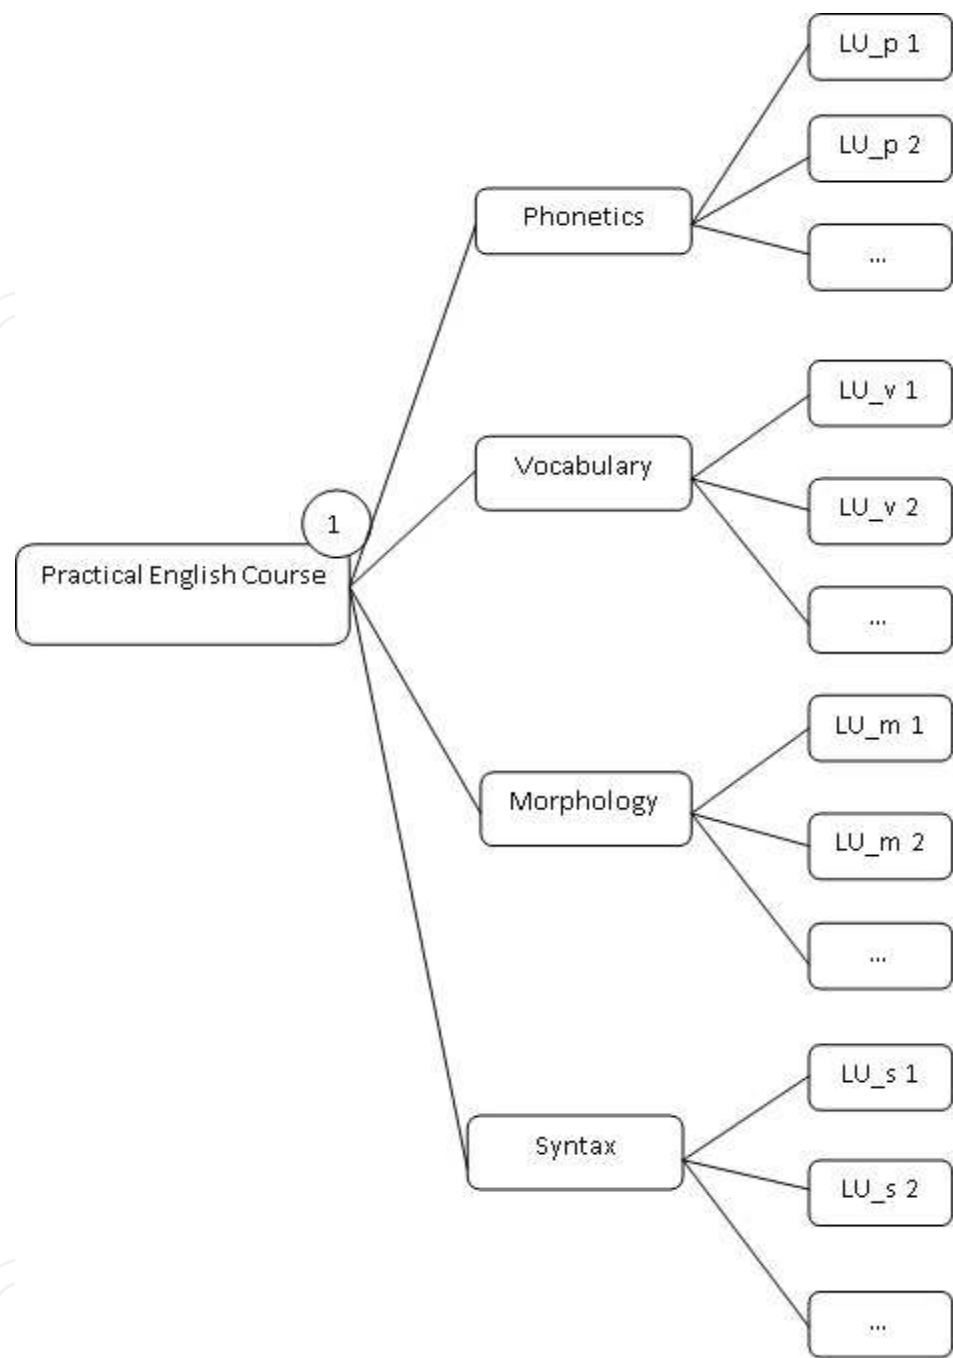 LU_p 1
LU_p 2
Phonetics
...
LU_v 1
Vocabulary
LU_v 2
1
Practical English Course
...
LU_m 1
Morphology
LU_m 2
...
LU_s 1
Syntax
LU_s 2
...